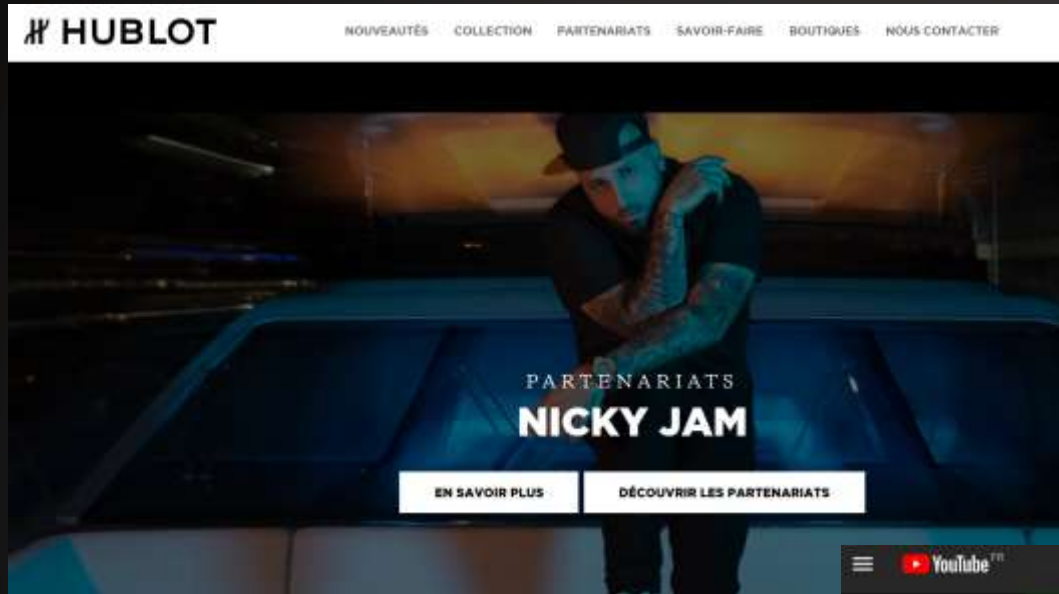 HUBLOT
NOUVEAUTÉS COLLECTION PARTENARIATS SAVOIR-FAIRE BOUTIQUES NOUS CONTACTER
PARTENARIATS
NICKY JAM
EN SAVOIR PLUS DÉCOUVRIR LES PARTENARIATS
YouTube TR